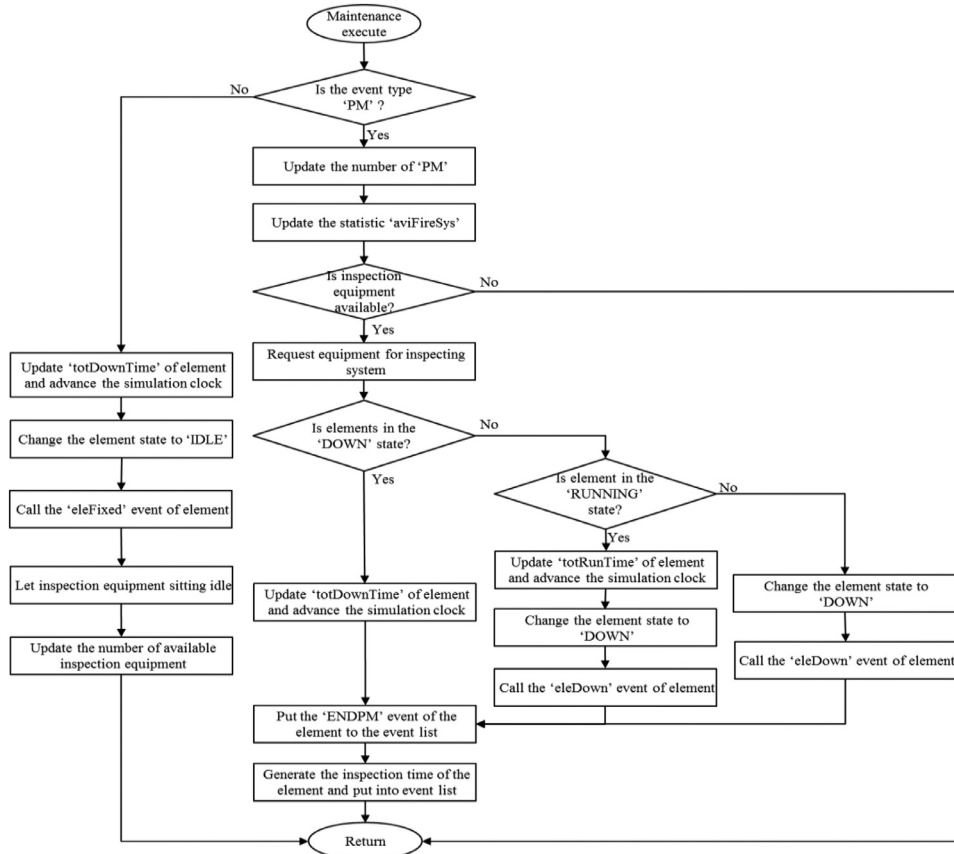 Maintenance
execute
No
Is the event type
‘PM’ ?
Yes
Update the number of ‘PM’
Update the statistic ‘aviFireSys’
Is inspection
equipment
available?
No
Yes
Request equipment for inspecting
system
Update ‘totDownTime’ of element
and advance the simulation clock
Change the element state to ‘IDLE’
Call the ‘eleFixed’ event of element
Let inspection equipment sitting idle
Update the number of available
inspection equipment
Is elements in the
‘DOWN’ state?
No
Yes
Is element in the
‘RUNNING’
state?
No
Yes
Update ‘totDownTime’ of element
and advance the simulation clock
Update ‘totRunTime’ of element
and advance the simulation clock
Change the element state to
‘DOWN’
Call the ‘eleDown’ event of element
Change the element state to
‘DOWN’
Call the ‘eleDown’ event of element
Put the ‘ENDPM’ event of the
element to the event list
Generate the inspection time of the
element and put into event list
Return